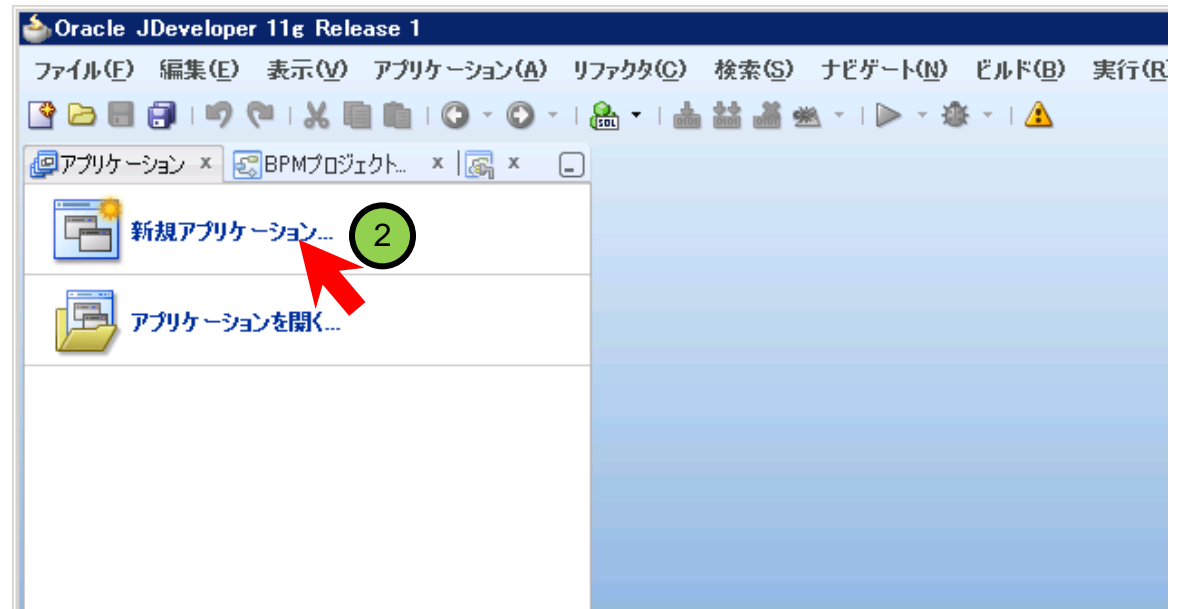 Oracle JDeveloper 11g Release 1
ファイル(F) 編集(E) 表示(V) アプリケーション(A) リファクタ(C) 検索(S) ナビゲート(N) ビルド(B) 実行(R
SQL
アプリケーション x BPMプロジェクト... x x
新規アプリケーション... 2
アプリケーションを開く...